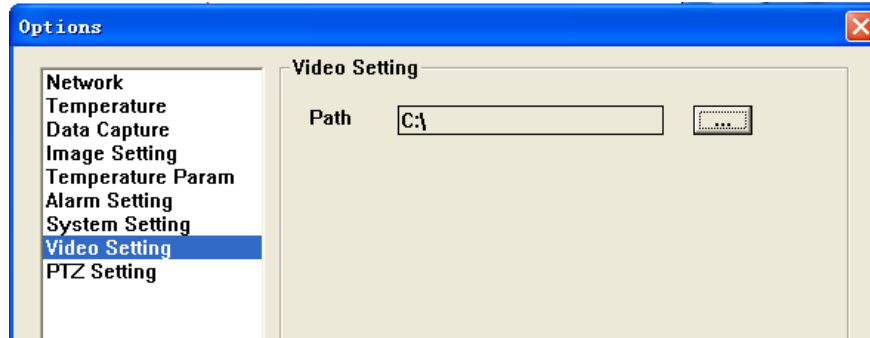 Options
Network
Temperature
Data Capture
Image Setting
Temperature Param
Alarm Setting
System Setting
Video Setting
PTZ Setting
Video Setting
Path C:\ ...